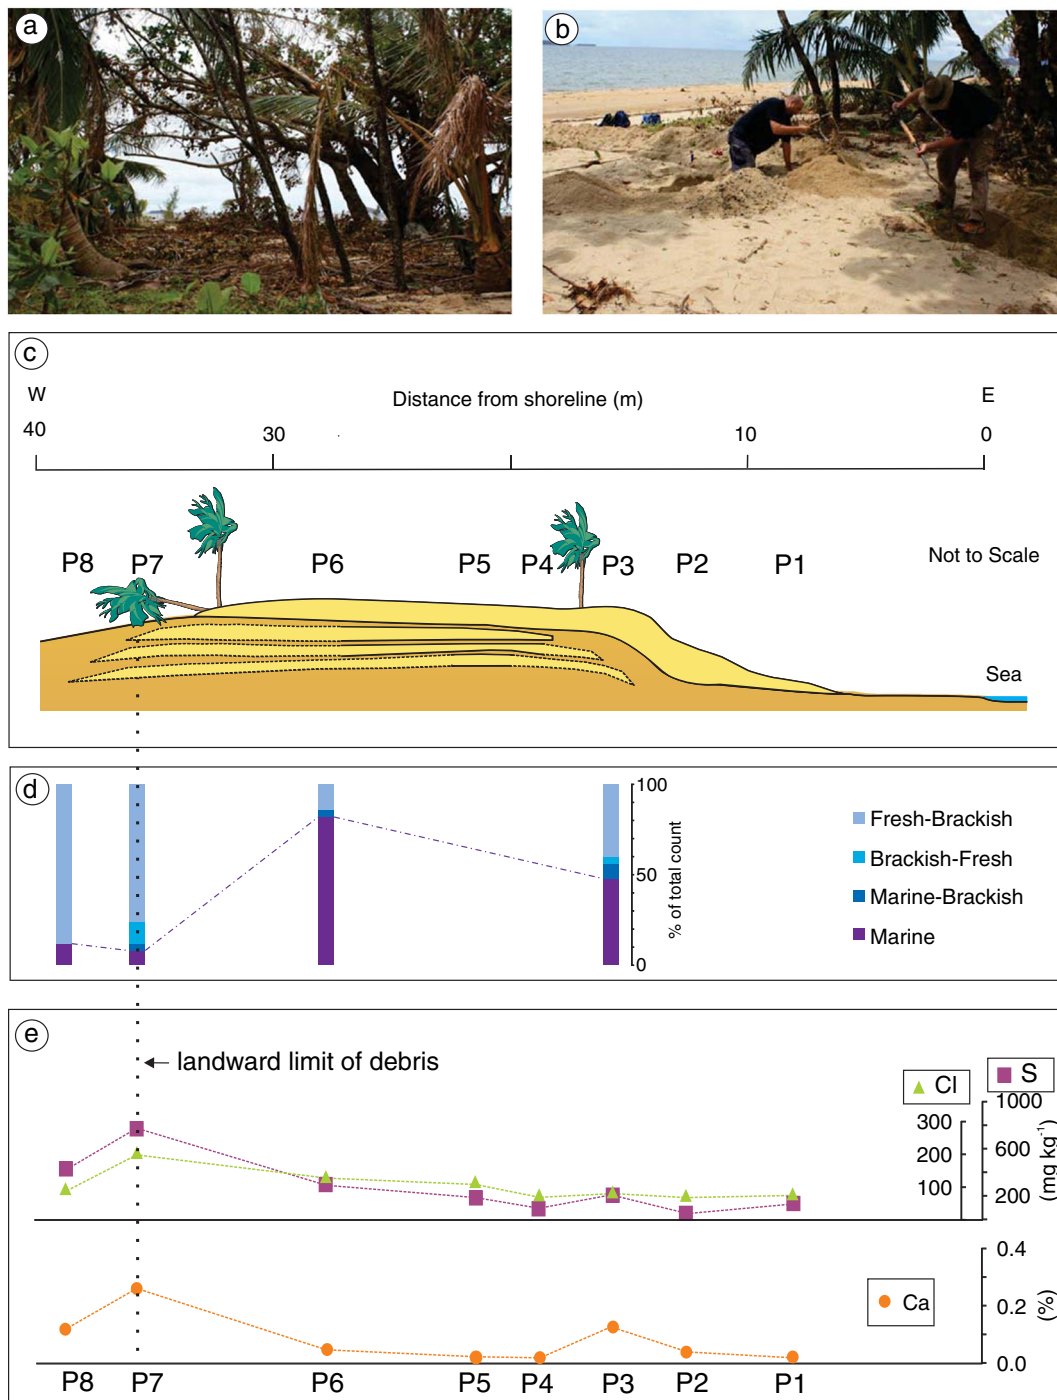 a
b
c
W
Distance from shoreline (m)
E
40
30
10
0
P8
P7
P6
P5
P4
P3
P2
P1
Not to Scale
Sea
d
100
50
0
% of total count
Fresh-Brackish
Brackish-Fresh
Marine-Brackish
Marine
e
landward limit of debris
Cl
S
300
200
100
1000
600
200
(mg kg-1)
0.4
0.2
0.0
(%)
Ca
P8
P7
P6
P5
P4
P3
P2
P1